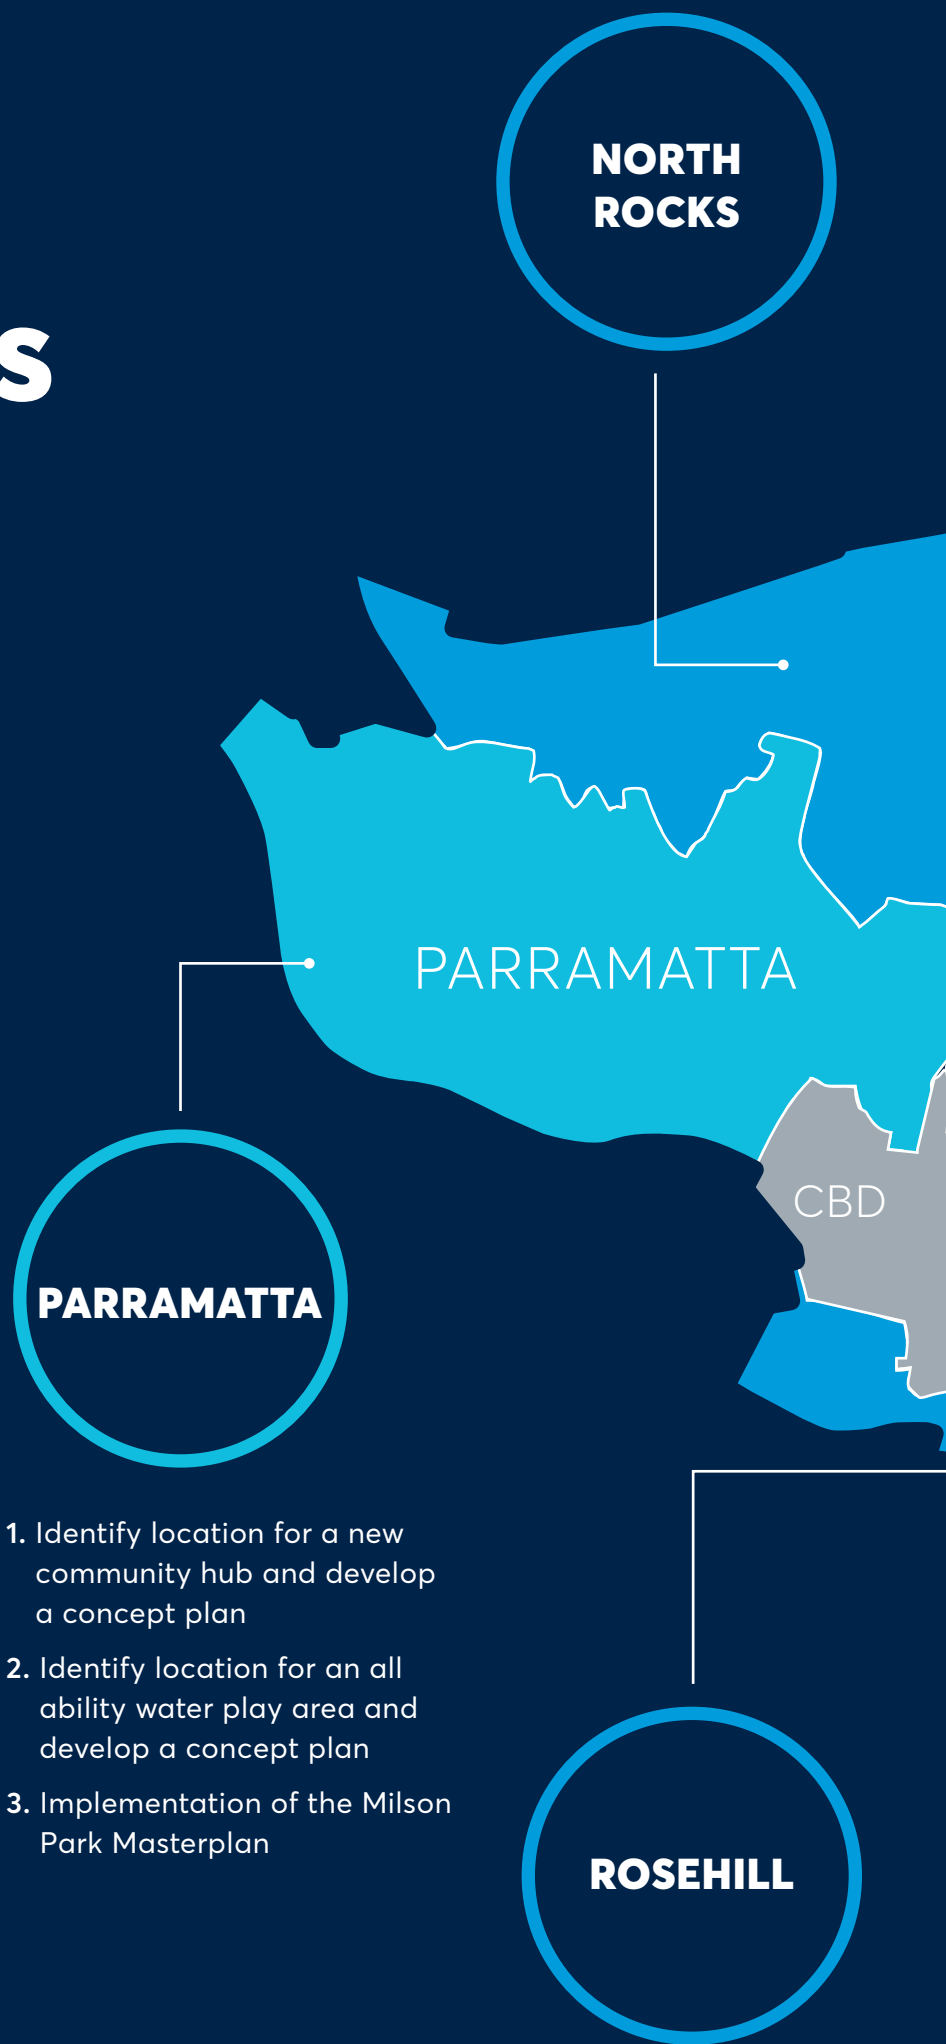 NORTH
ROCKS
s
PARRAMATTA
CBD
PARRAMATTA
1. Identify location for a new
community hub and develop
a concept plan
2. Identify location for an all
ability water play area and
develop a concept plan
3. Implementation of the Milson
Park Masterplan
ROSEHILL